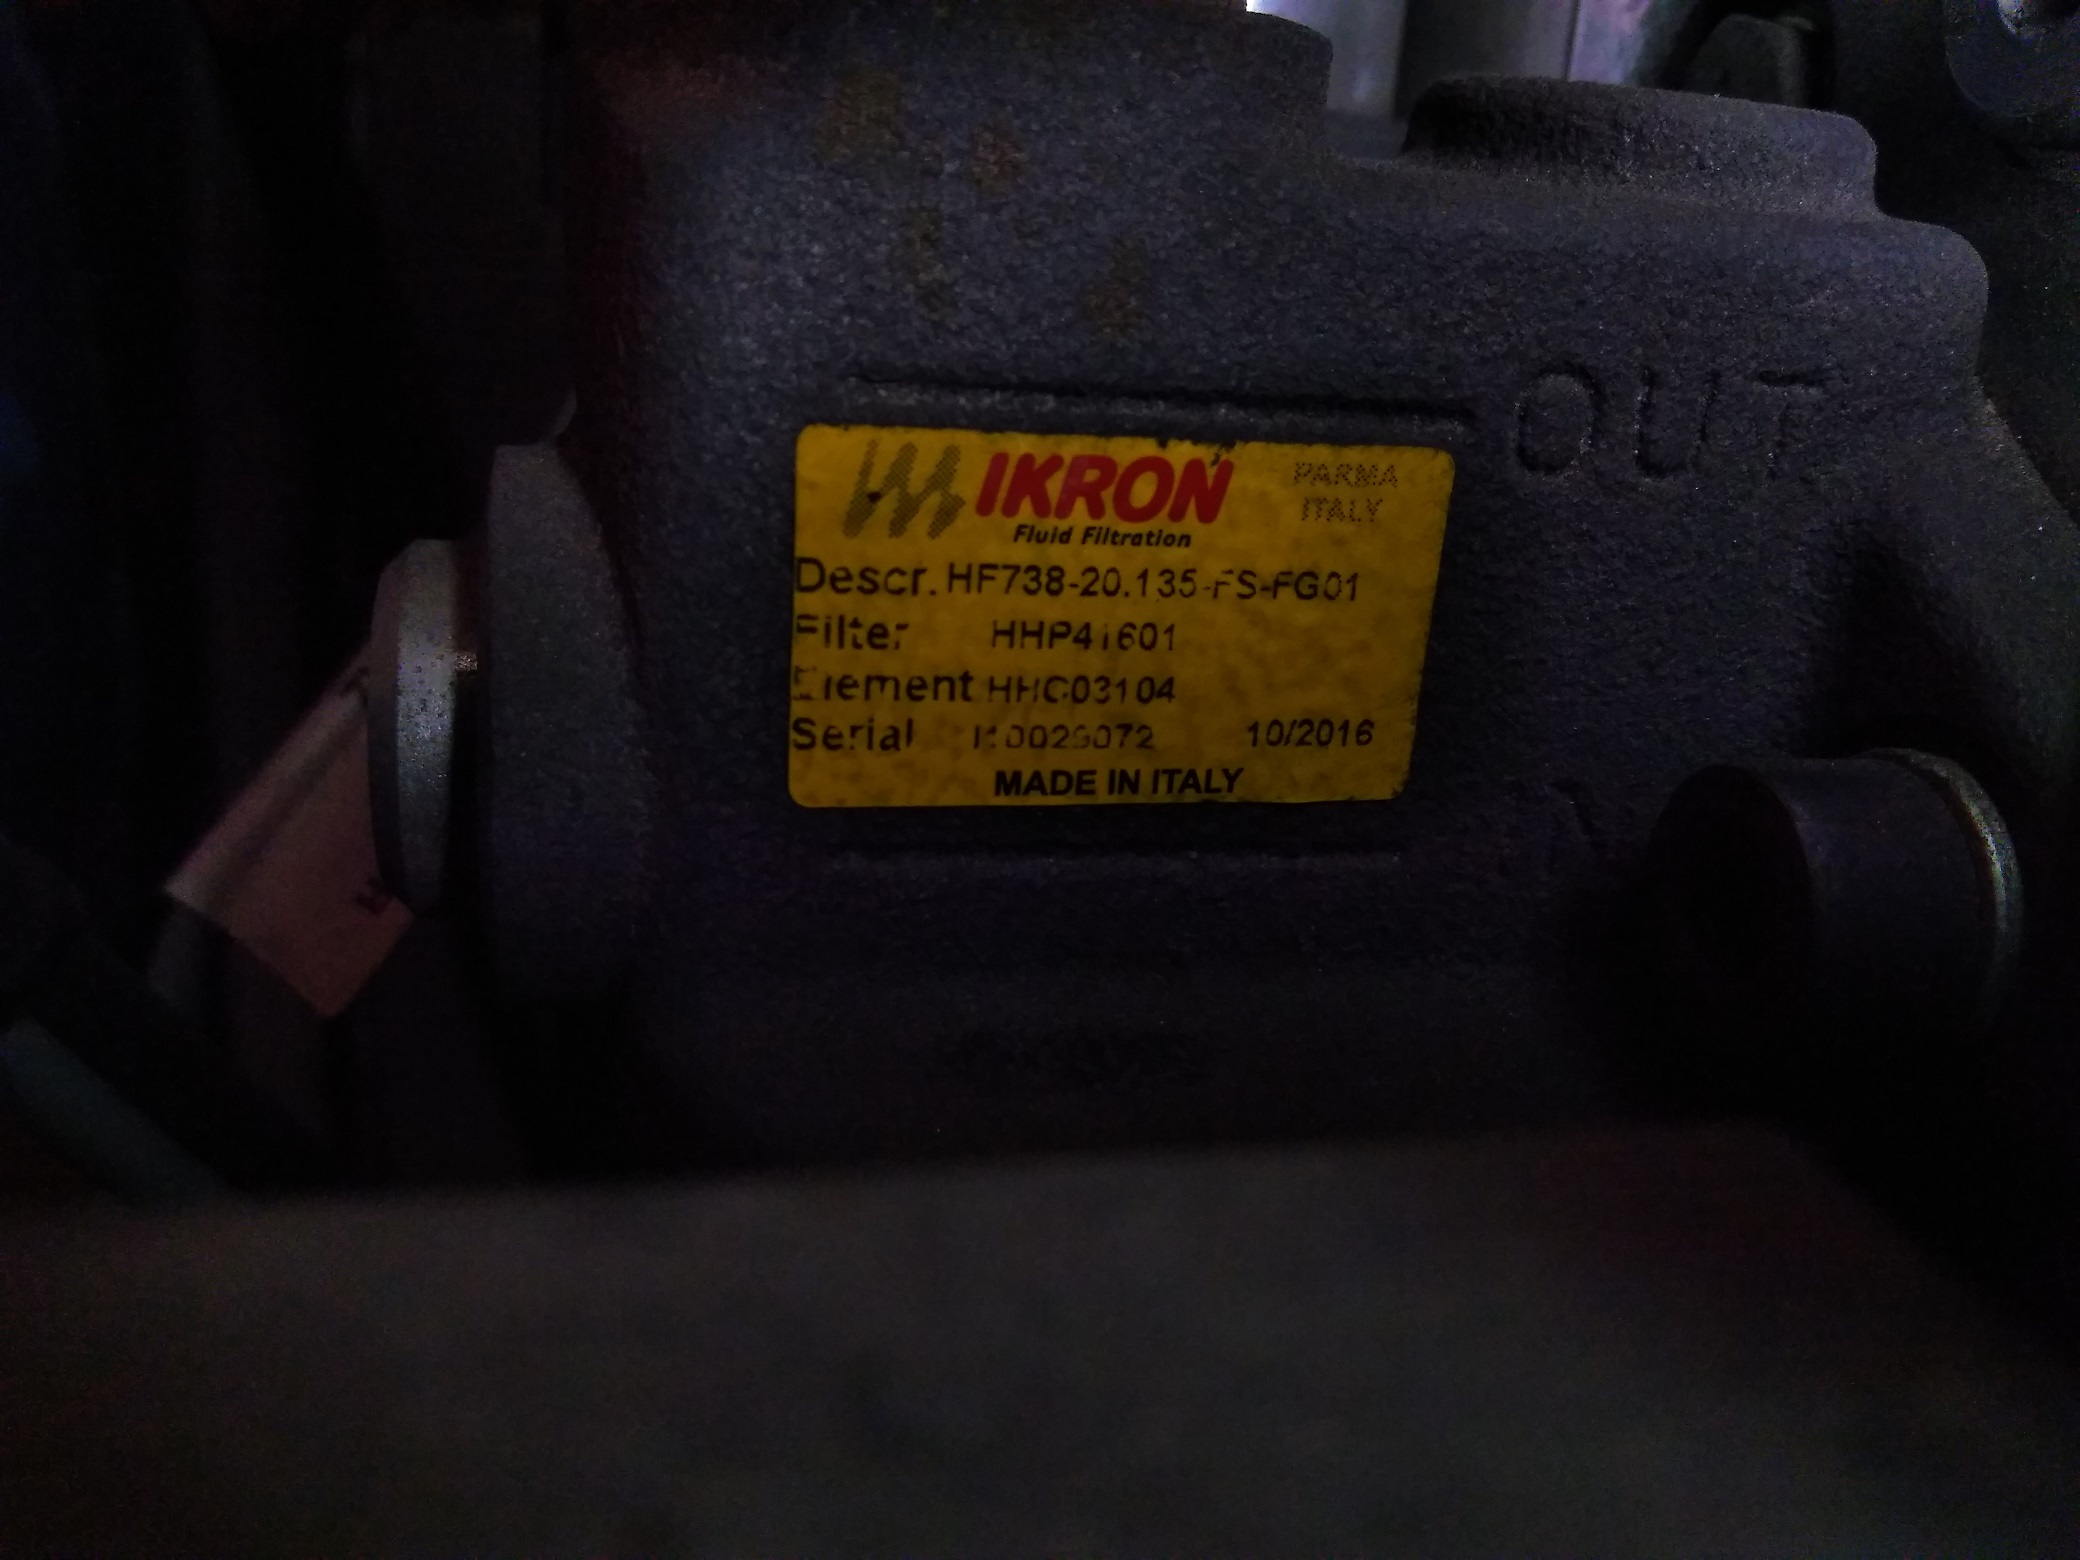 OUT
IKRON
PARMA
ITALY
Fluid Filtration
Descr. HF738-20.135-FS-FG01
Filter HHP41601
Element HHC03104
Serial 10/2016
MADE IN ITALY